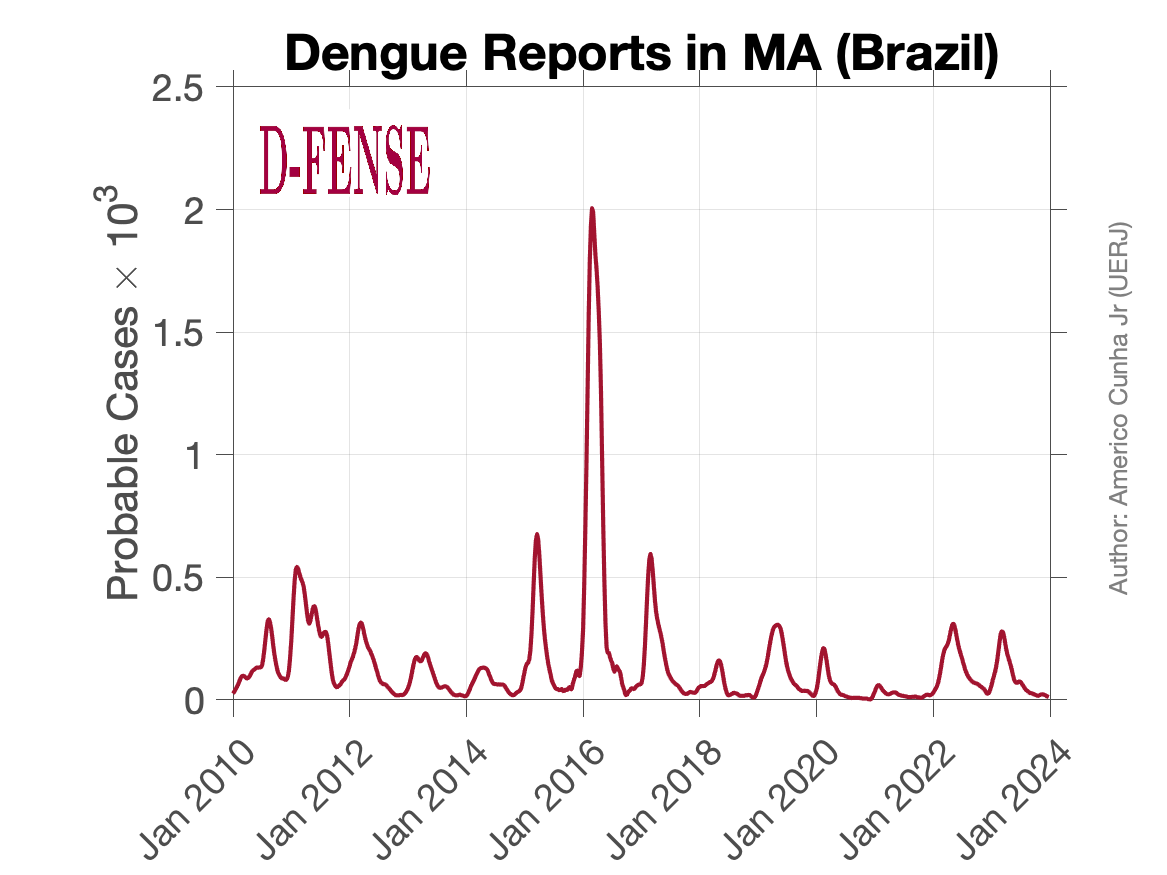 Dengue Reports in MA (Brazil)
D-FENSE
Probable Cases × 10³
2.5
2
1.5
1
0.5
0
Jan 2010
Jan 2012
Jan 2014
Jan 2016
Jan 2018
Jan 2020
Jan 2022
Jan 2024
Author: Americo Cunha Jr (UERJ)